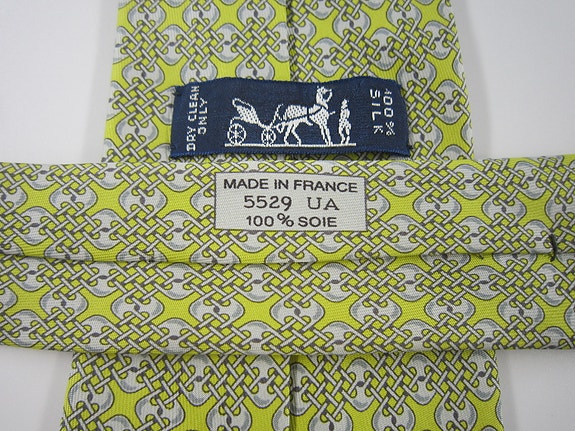 DRY CLEAN
ONLY
100%
SILK
MADE IN FRANCE
5529 UA
100% SOIE